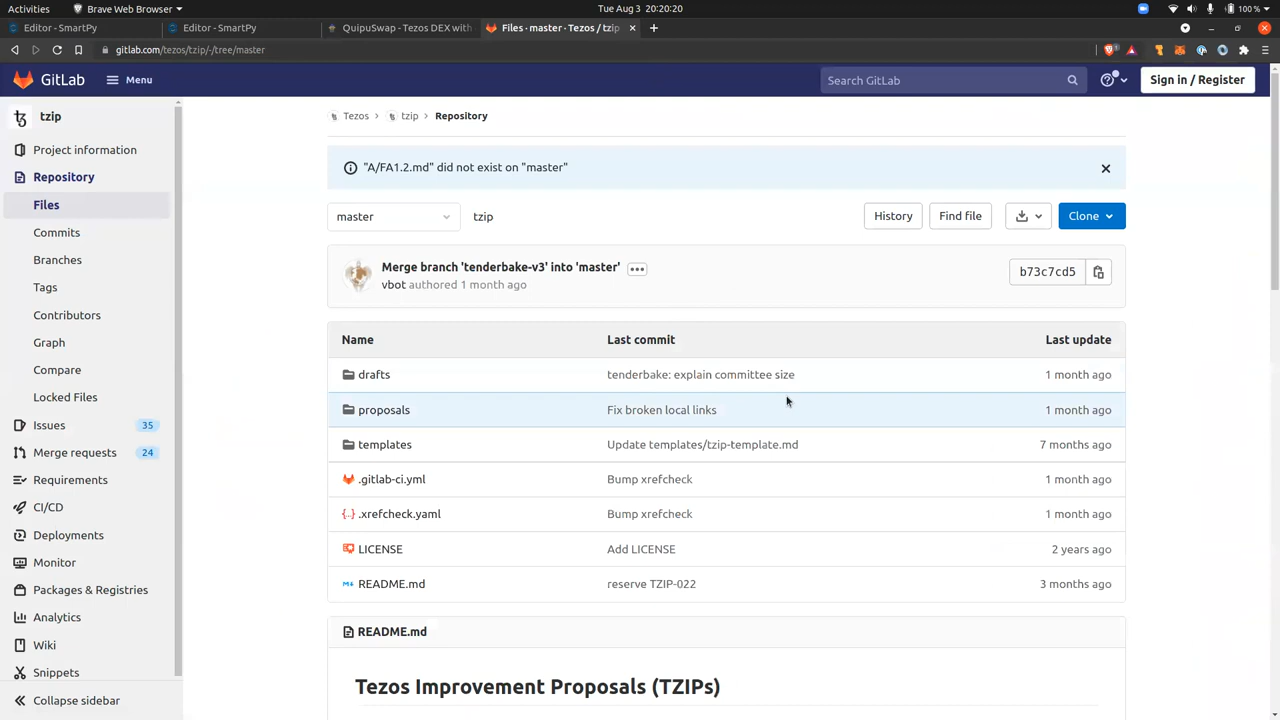 Activities
Brave Web Browser
Tue Aug 3 20:20:20
100 %
Editor - SmartPy
Editor - SmartPy
QuipuSwap - Tezos DEX with
Files · master · Tezos / tzip
gitlab.com/tezos/tzip/-/tree/master
GitLab
Menu
Search GitLab
Sign in / Register
tzip
Project information
Repository
Files
Commits
Branches
Tags
Contributors
Graph
Compare
Locked Files
Issues 35
Merge requests 24
Requirements
CI/CD
Deployments
Monitor
Packages & Registries
Analytics
Wiki
Snippets
Collapse sidebar
Tezos > tzip > Repository
"A/FA1.2.md" did not exist on "master"
master
tzip
History
Find file
Clone
Merge branch 'tenderbake-v3' into 'master'
vbot authored 1 month ago
b73c7cd5
Name Last commit Last update
drafts tenderbake: explain committee size 1 month ago
proposals Fix broken local links 1 month ago
templates Update templates/tzip-template.md 7 months ago
.gitlab-ci.yml Bump xrefcheck 1 month ago
.xrefcheck.yaml Bump xrefcheck 1 month ago
LICENSE Add LICENSE 2 years ago
README.md reserve TZIP-022 3 months ago
README.md
Tezos Improvement Proposals (TZIPs)